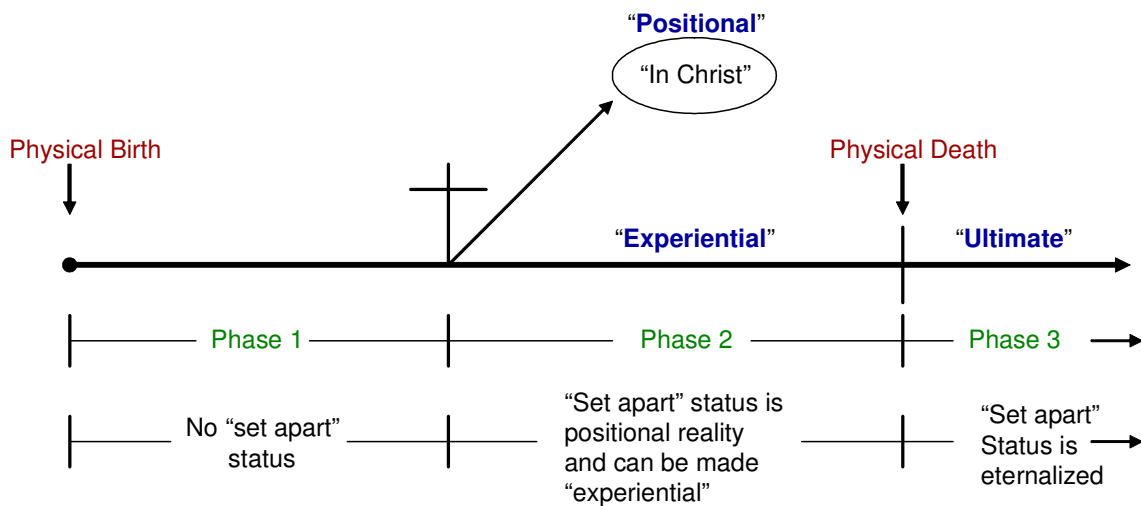 “Positional”
“In Christ”
Physical Birth
Physical Death
“Experiential”
“Ultimate”
Phase 1
Phase 2
Phase 3
No “set apart”
status
“Set apart” status is
positional reality
and can be made
“experiential”
“Set apart”
Status is
eternalized